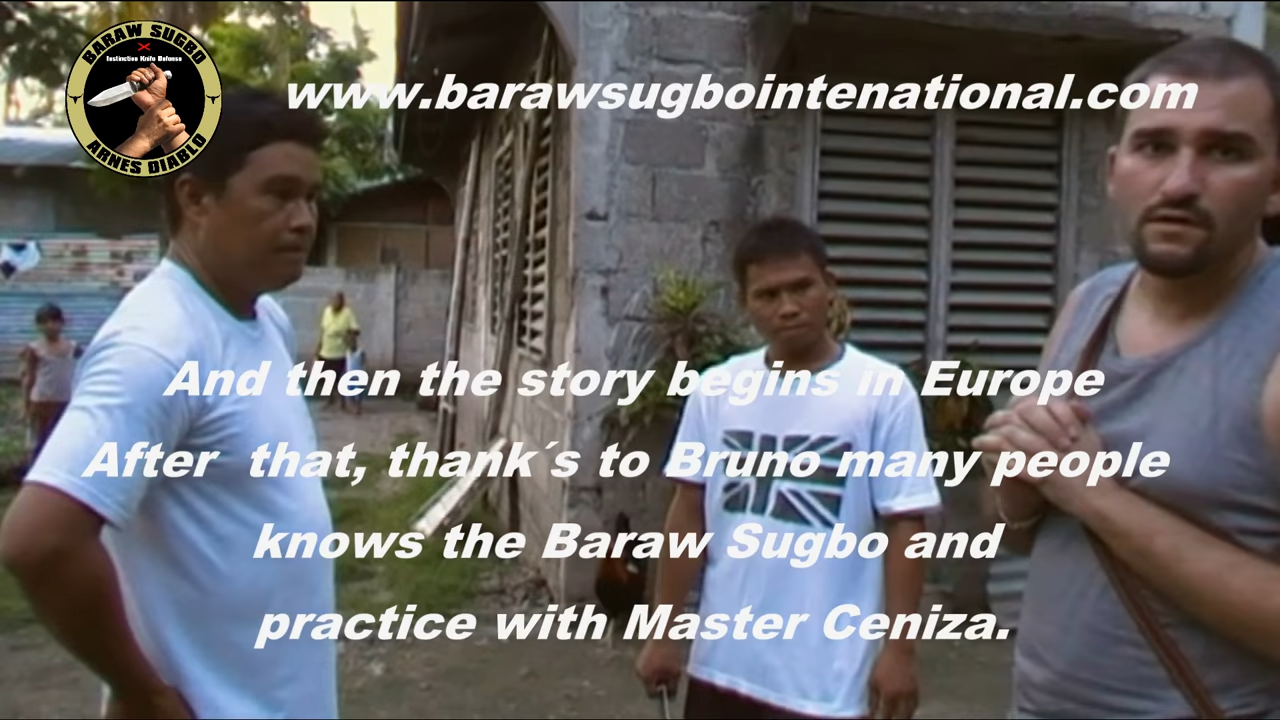 BARAW SUGBO
Instinctive Knife Defense
ARNES DIABLO
www.barawsugbointenational.com
And then the story begins in Europe
After that, thank´s to Bruno many people
knows the Baraw Sugbo and
practice with Master Ceniza.